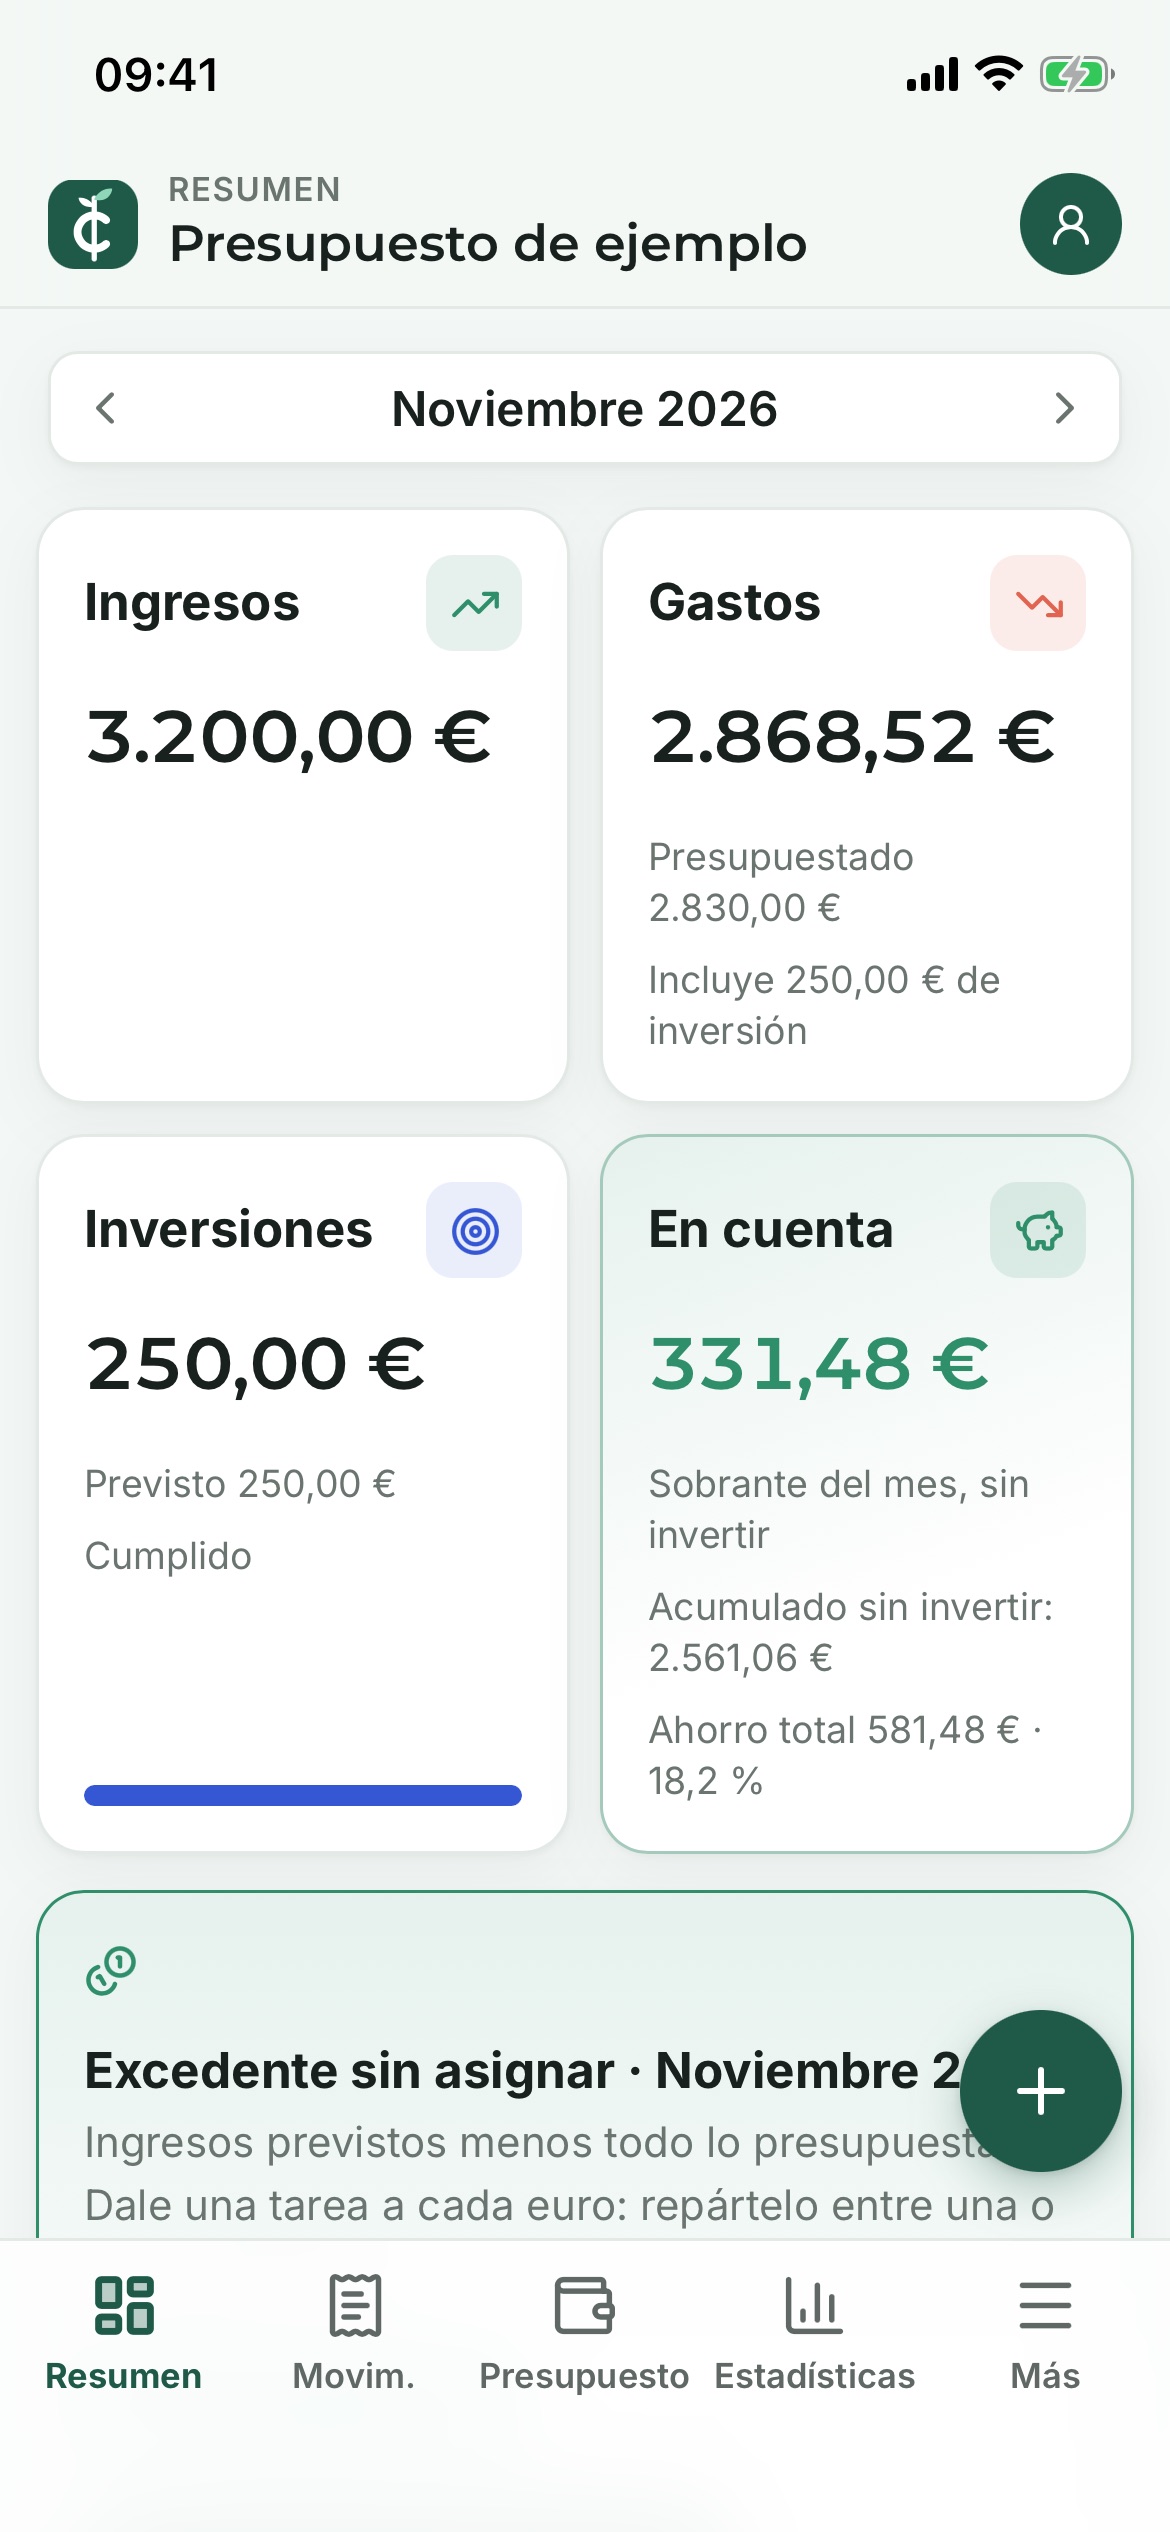 09:41
RESUMEN
Presupuesto de ejemplo
Noviembre 2026
Ingresos
3.200,00 €
Gastos
2.868,52 €
Presupuestado
2.830,00 €
Incluye 250,00 € de
inversión
Inversiones
250,00 €
Previsto 250,00 €
Cumplido
En cuenta
331,48 €
Sobrante del mes, sin
invertir
Acumulado sin invertir:
2.561,06 €
Ahorro total 581,48 € ·
18,2 %
Excedente sin asignar · Noviembre 2
Ingresos previstos menos todo lo
Dale una tarea a cada euro: repártelo entre una o
Resumen
Movim.
Presupuesto
Estadísticas
Más